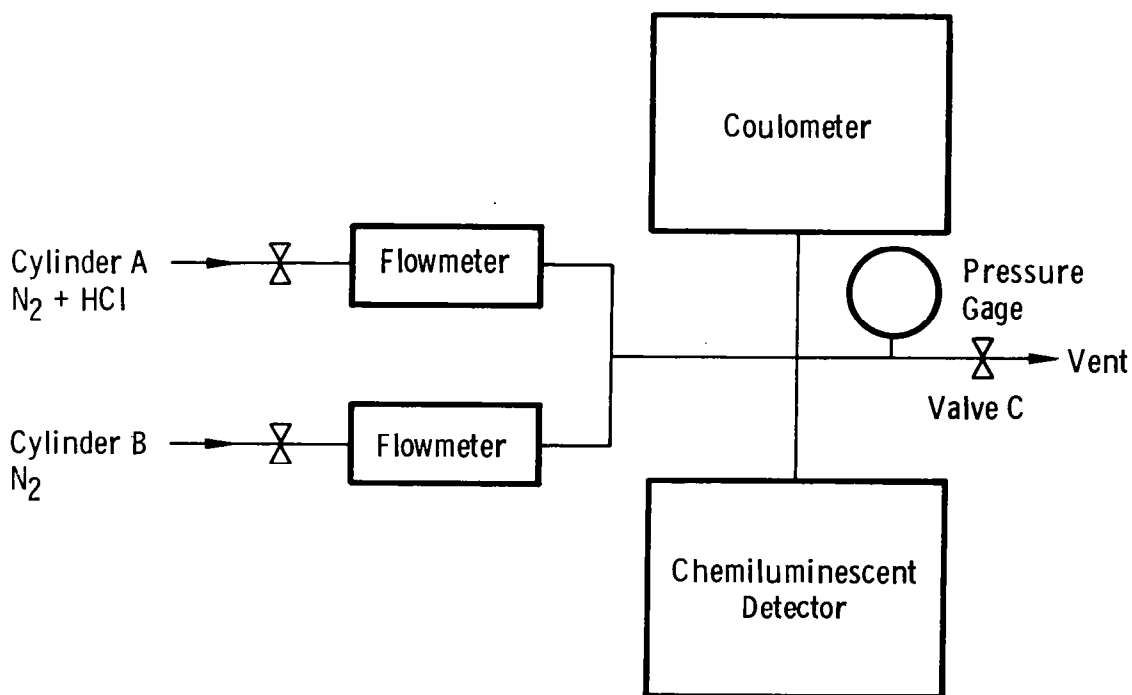 Coulometer
Cylinder A
N2 + HCl
Flowmeter
Pressure
Gage
Vent
Valve C
Cylinder B
N2
Flowmeter
Chemiluminescent
Detector